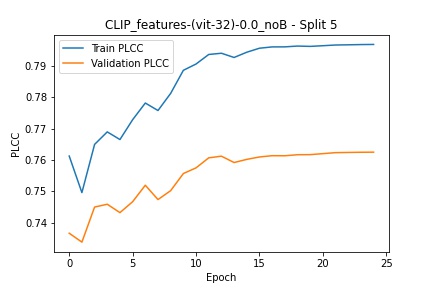 CLIP_features-(vit-32)-0.0_noB - Split 5
Train PLCC
Validation PLCC
0.79
0.78
0.77
0.76
0.75
0.74
PLCC
0 5 10 15 20 25
Epoch